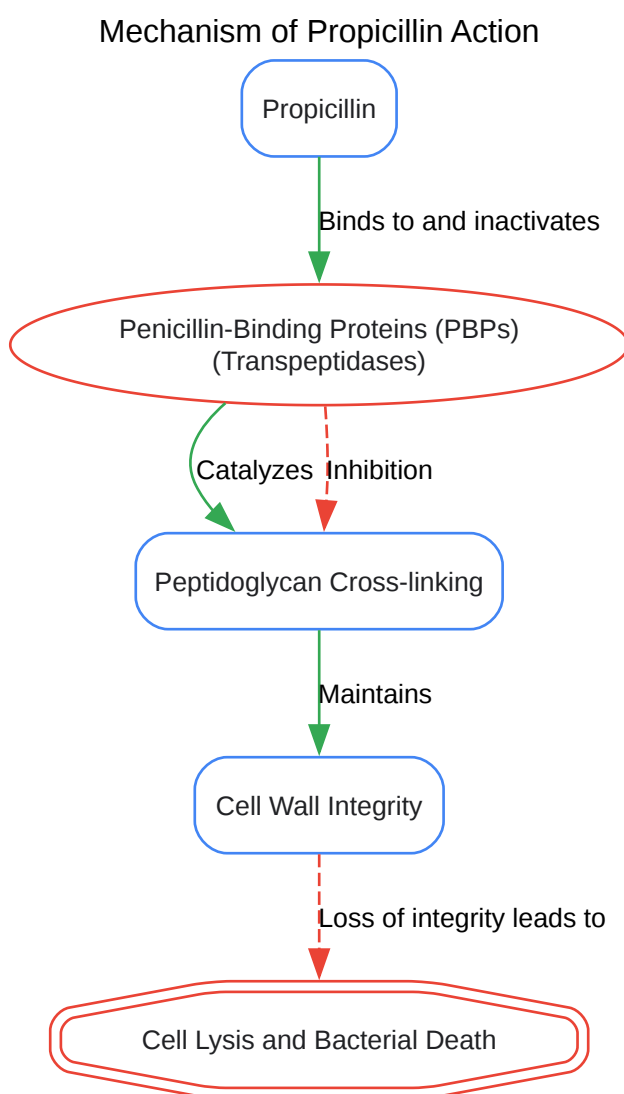 Mechanism of Propicillin Action
Propicillin
Binds to and inactivates
Penicillin-Binding Proteins (PBPs)
(Transpeptidases)
Catalyzes
Inhibition
Peptidoglycan Cross-linking
Maintains
Cell Wall Integrity
Loss of integrity leads to
Cell Lysis and Bacterial Death